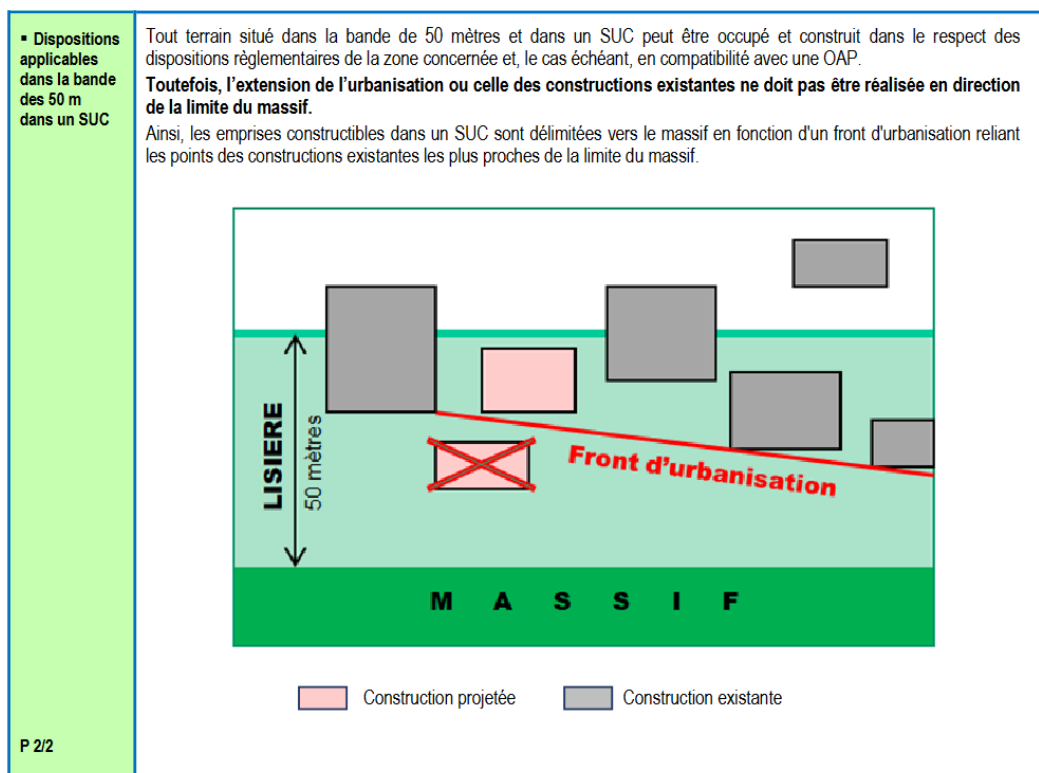 ▪ Dispositions
applicables
dans la bande
des 50 m
dans un SUC
Tout terrain situé dans la bande de 50 mètres et dans un SUC peut être occupé et construit dans le respect des
dispositions règlementaires de la zone concernée et, le cas échéant, en compatibilité avec une OAP.
Toutefois, l'extension de l'urbanisation ou celle des constructions existantes ne doit pas être réalisée en direction
de la limite du massif.
Ainsi, les emprises constructibles dans un SUC sont délimitées vers le massif en fonction d'un front d'urbanisation reliant
les points des constructions existantes les plus proches de la limite du massif.
LISIERE
50 mètres
Front d'urbanisation
MASSIF
Construction projetée
Construction existante
P 2/2